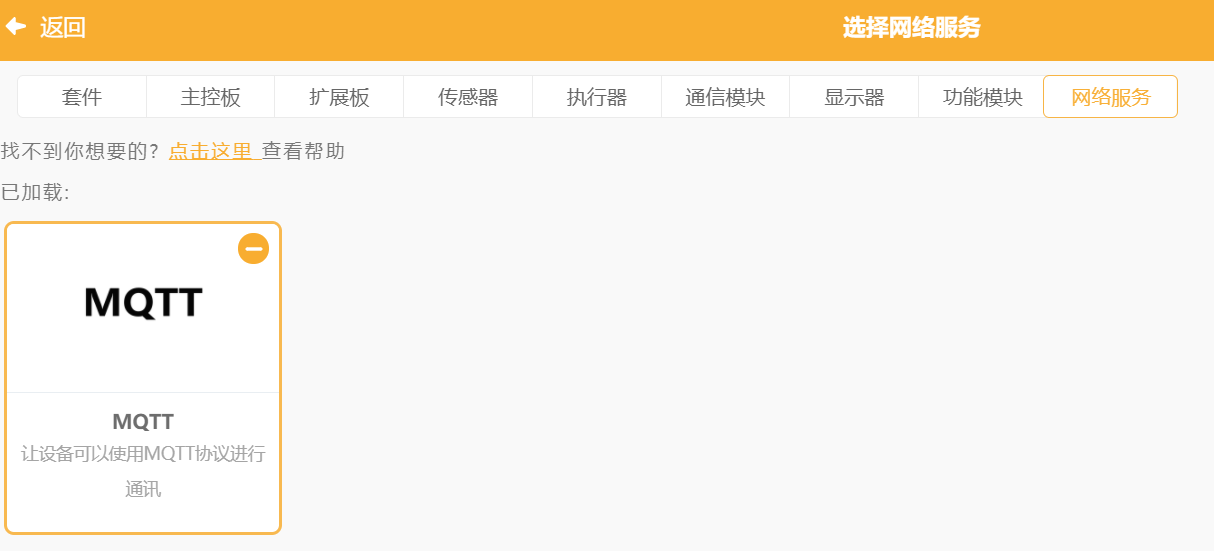 返回
选择网络服务
套件 主控板 扩展板 传感器 执行器 通信模块 显示器 功能模块 网络服务
找不到你想要的？点击这里 查看帮助
已加载:
MQTT
MQTT
让设备可以使用MQTT协议进行
通讯